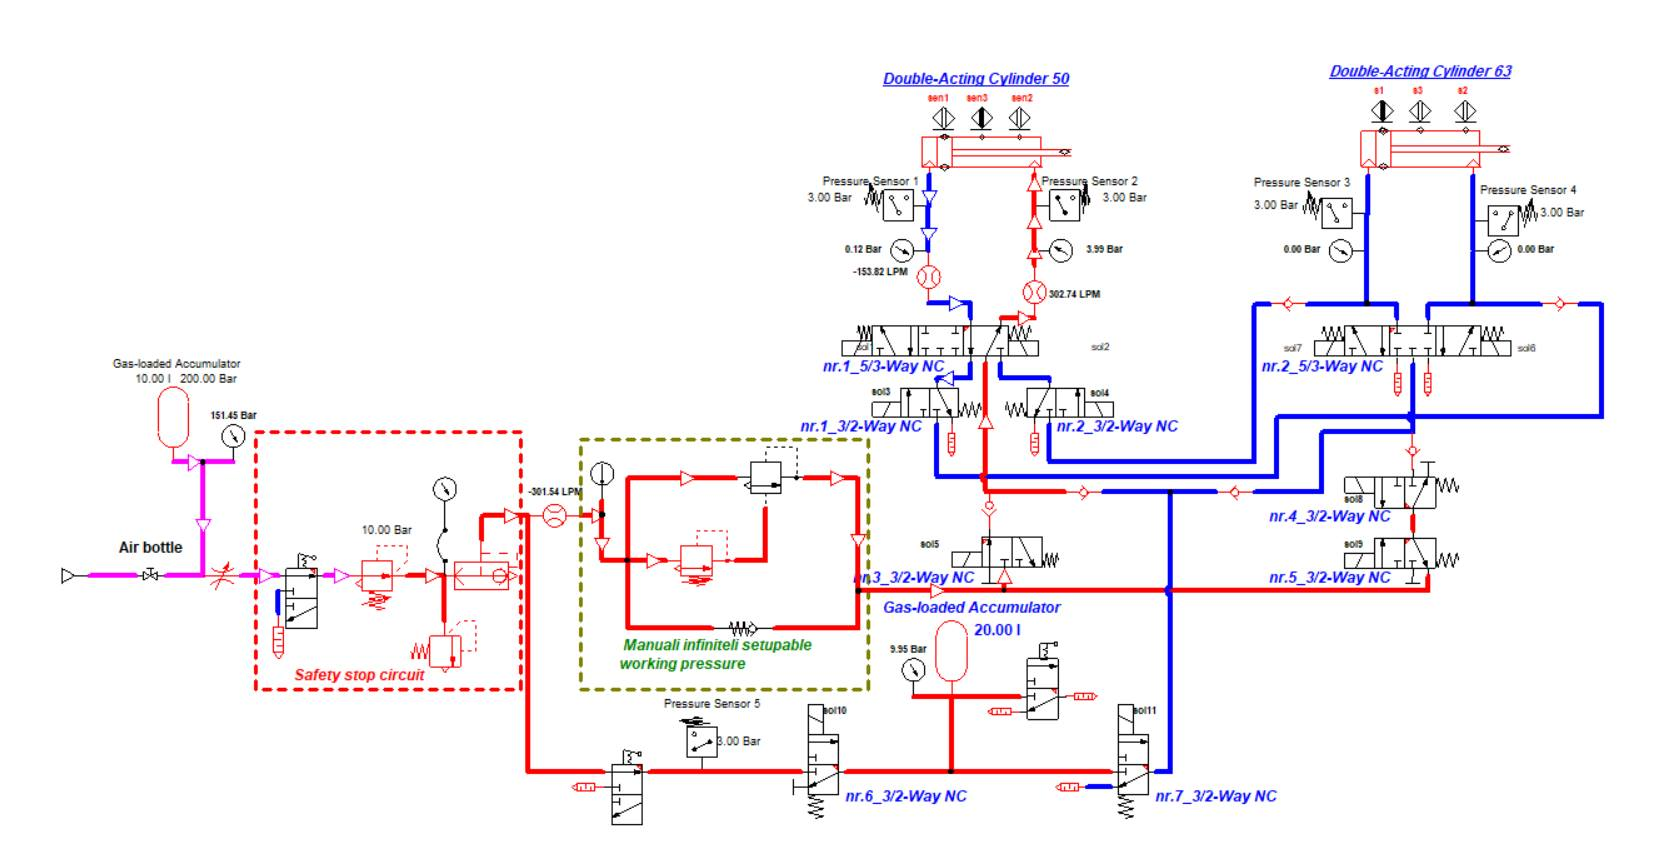 Double-Acting Cylinder 50
Double-Acting Cylinder 63
sen1 sen3 sen2
s1 s3 s2
Pressure Sensor 1
3.00 Bar
Pressure Sensor 2
3.00 Bar
Pressure Sensor 3
3.00 Bar
Pressure Sensor 4
3.00 Bar
0.12 Bar
3.99 Bar
0.00 Bar
0.00 Bar
-153.82 LPM
302.74 LPM
sol2
sol7
sol6
nr.1_5/3-Way NC
nr.2_5/3-Way NC
Gas-loaded Accumulator
10.00 l 200.00 Bar
151.45 Bar
sol3
sol4
nr.1_3/2-Way NC
nr.2_3/2-Way NC
-301.54 LPM
10.00 Bar
Air bottle
sol8
nr.4_3/2-Way NC
sol5
sol9
nr.3_3/2-Way NC
nr.5_3/2-Way NC
Gas-loaded Accumulator
20.00 l
9.95 Bar
Manuali infiniteli setupable
working pressure
Safety stop circuit
Pressure Sensor 5
3.00 Bar
sol10
sol11
nr.6_3/2-Way NC
nr.7_3/2-Way NC